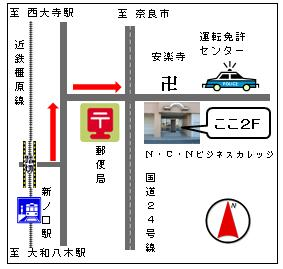 至 西大寺駅
至 奈良市
運転免許
センター
安楽寺
近鉄橿原線
POLICE
ここ2F
郵便局
N・C・Nビジネスカレッジ
新ノ口駅
国道24号線
N
至 大和八木駅